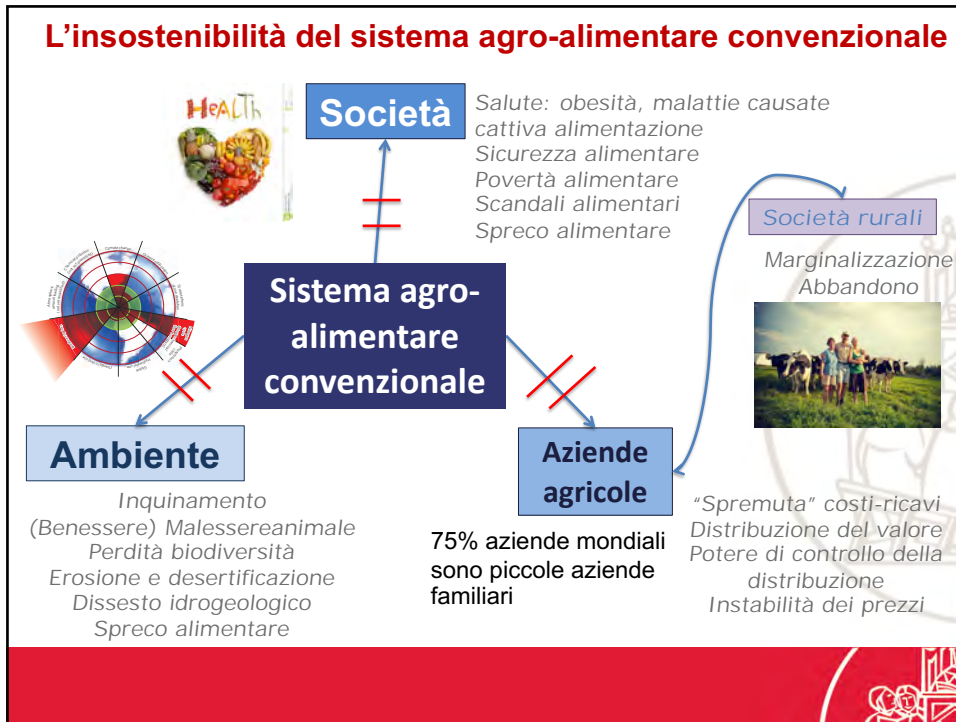 L’insostenibilità del sistema agro-alimentare convenzionale
HeALTh
Società
Salute: obesità, malattie causate
cattiva alimentazione
Sicurezza alimentare
Povertà alimentare
Scandali alimentari
Spreco alimentare
Società rurali
Marginalizzazione
Abbandono
Sistema agro-
alimentare
convenzionale
Ambiente
Inquinamento
(Benessere) Malessereanimale
Perdità biodiversità
Erosione e desertificazione
Dissesto idrogeologico
Spreco alimentare
Aziende
agricole
75% aziende mondiali
sono piccole aziende
familiari
“Spremuta” costi-ricavi
Distribuzione del valore
Potere di controllo della
distribuzione
Instabilità dei prezzi